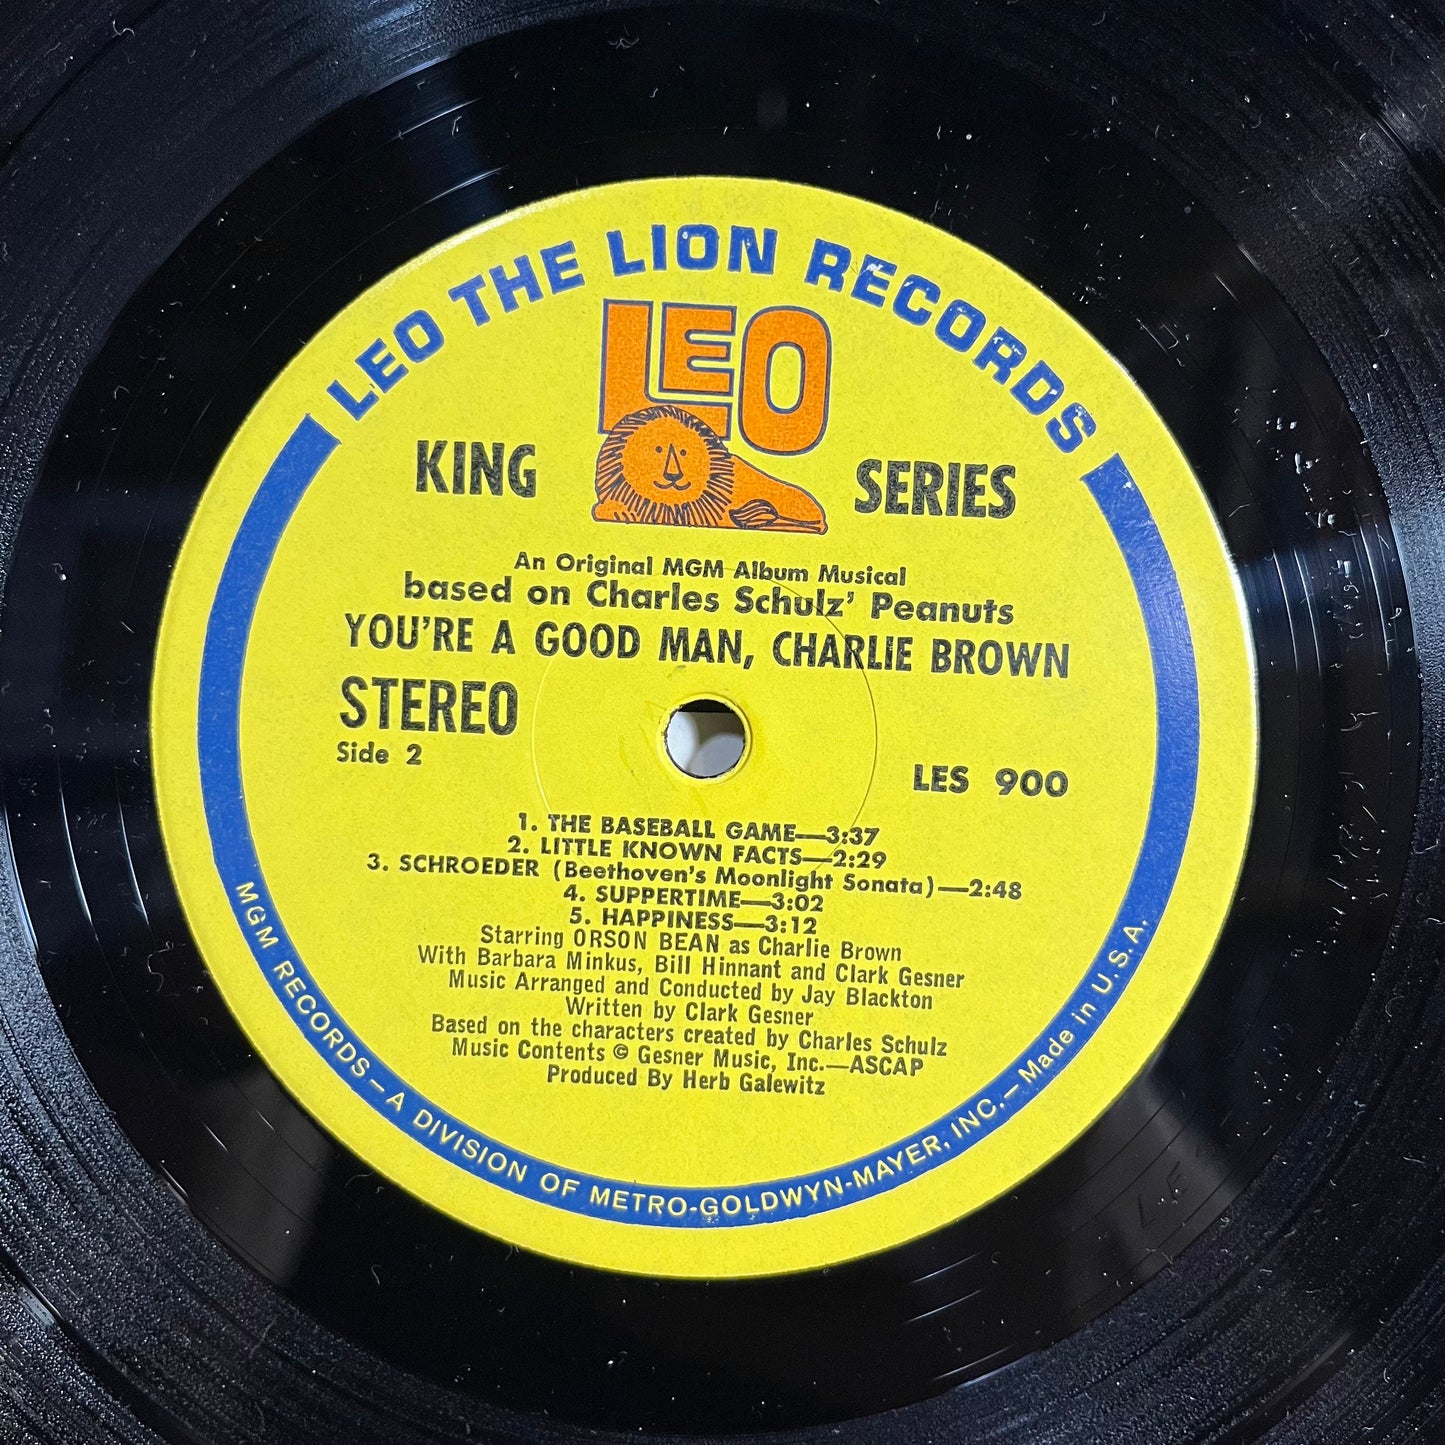 LEO THE LION RECORDS
LEO
KING SERIES
An Original MGM Album Musical
based on Charles Schulz' Peanuts
YOU'RE A GOOD MAN, CHARLIE BROWN
STEREO
Side 2
LES 900
1. THE BASEBALL GAME—3:37
2. LITTLE KNOWN FACTS—2:29
3. SCHROEDER (Beethoven's Moonlight Sonata)—2:48
4. SUPPERTIME—3:02
5. HAPPINESS—3:12
Starring ORSON BEAN as Charlie Brown
With Barbara Minkus, Bill Hinnant and Clark Gesner
Music Arranged and Conducted by Jay Blackton
Written by Clark Gesner
Based on the characters created by Charles Schulz
Music Contents © Gesner Music, Inc.—ASCAP
Produced By Herb Galewitz
MGM RECORDS—A DIVISION OF METRO-GOLDWYN-MAYER, INC.—Made in U.S.A.